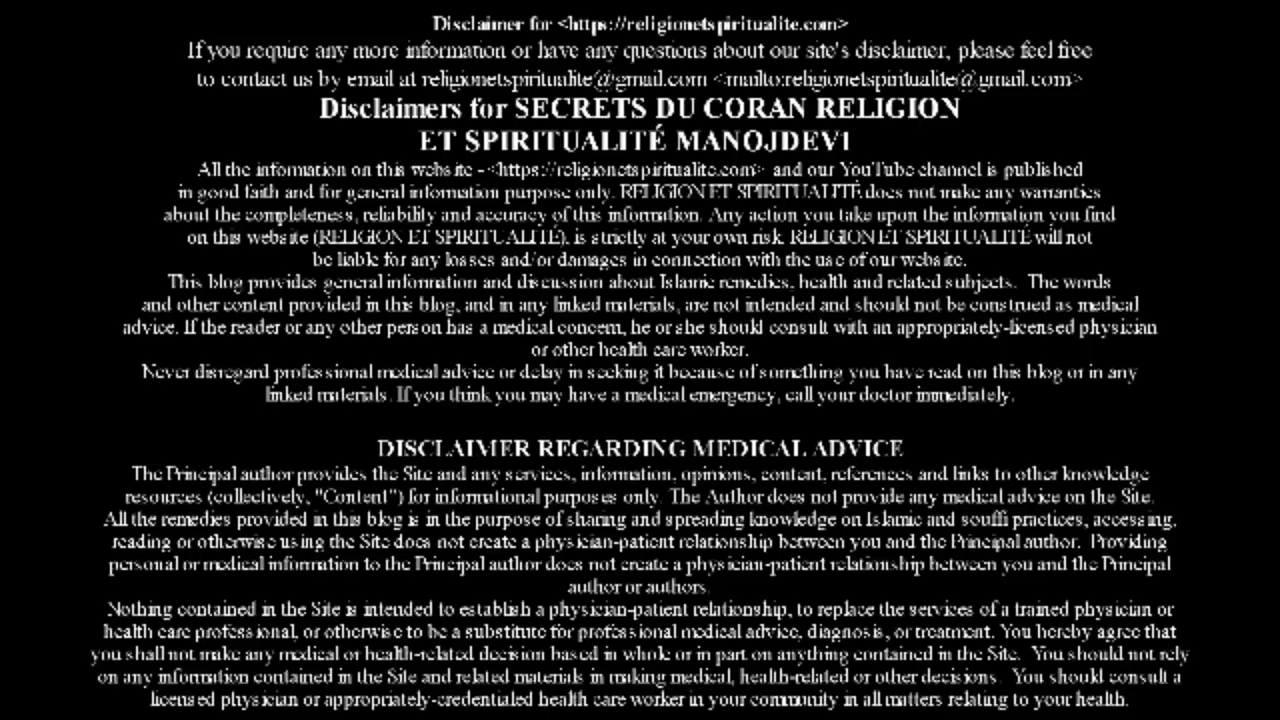 Disclaimer for <https://religionetspiritualite.com>
If you require any more information or have any questions about our site's disclaimer, please feel free
to contact us by email at religionetspiritualite@gmail.com <mailto:religionetspiritualite@gmail.com>
Disclaimers for SECRETS DU CORAN RELIGION
ET SPIRITUALITÉ MANOJDEV1
All the information on this website -<https://religionetspiritualite.com> and our YouTube channel is published
in good faith and for general information purpose only. RELIGION ET SPIRITUALITÉ does not make any warranties
about the completeness, reliability and accuracy of this information. Any action you take upon the information you find
on this website (RELIGION ET SPIRITUALITÉ), is strictly at your own risk. RELIGION ET SPIRITUALITÉ will not
be liable for any losses and/or damages in connection with the use of our website.
This blog provides general information and discussion about Islamic remedies, health and related subjects. The words
and other content provided in this blog, and in any linked materials, are not intended and should not be construed as medical
advice. If the reader or any other person has a medical concern, he or she should consult with an appropriately-licensed physician
or other health care worker.
Never disregard professional medical advice or delay in seeking it because of something you have read on this blog or in any
linked materials. If you think you may have a medical emergency, call your doctor immediately.
DISCLAIMER REGARDING MEDICAL ADVICE
The Principal author provides the Site and any services, information, opinions, content, references and links to other knowledge
resources (collectively, "Content") for informational purposes only. The Author does not provide any medical advice on the Site.
All the remedies provided in this blog is in the purpose of sharing and spreading knowledge on Islamic and souffi practices, accessing,
reading or otherwise using the Site does not create a physician-patient relationship between you and the Principal author. Providing
personal or medical information to the Principal author does not create a physician-patient relationship between you and the Principal
author or authors.
Nothing contained in the Site is intended to establish a physician-patient relationship, to replace the services of a trained physician or
health care professional, or otherwise to be a substitute for professional medical advice, diagnosis, or treatment. You hereby agree that
you shall not make any medical or health-related decision based in whole or in part on anything contained in the Site. You should not rely
on any information contained in the Site and related materials in making medical, health-related or other decisions. You should consult a
licensed physician or appropriately-credentialed health care worker in your community in all matters relating to your health.